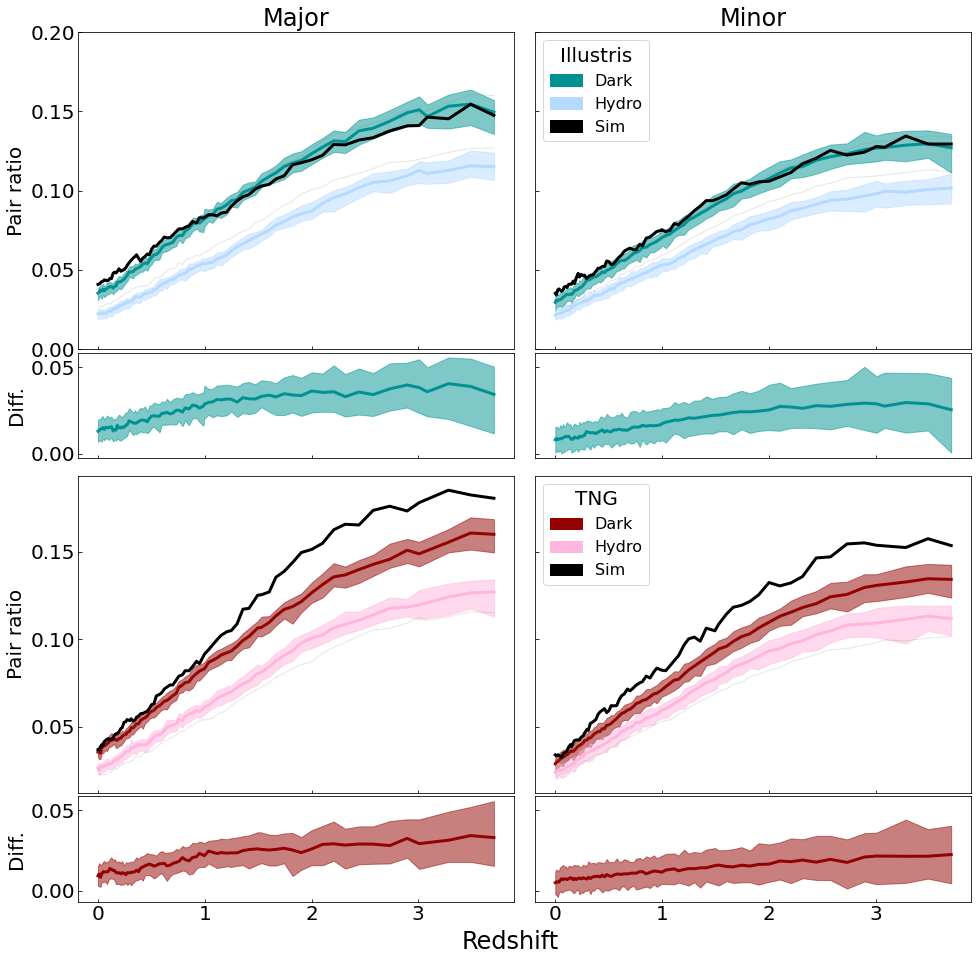 Major
Minor
0.20
0.15
0.10
0.05
0.00
Pair ratio
Illustris
Dark
Hydro
Sim
0.05
0.00
Diff.
0.15
0.10
0.05
Pair ratio
TNG
Dark
Hydro
Sim
0.05
0.00
Diff.
0 1 2 3
0 1 2 3
Redshift